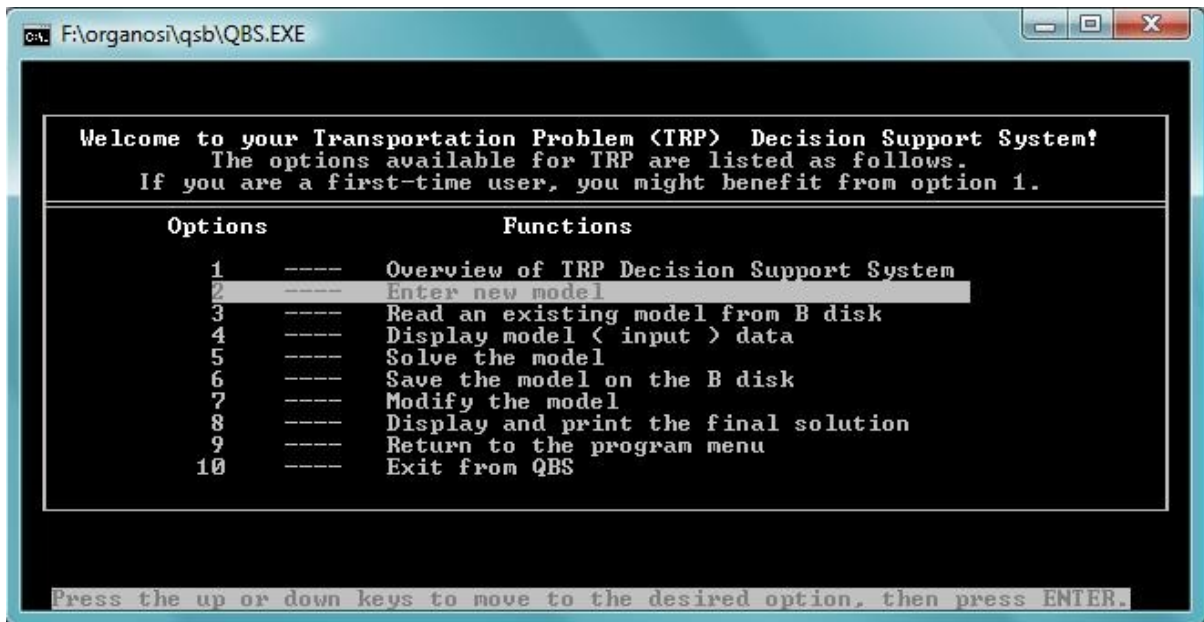 F:\organosi\qsb\QBS.EXE
Welcome to your Transportation Problem (TRP) Decision Support System!
The options available for TRP are listed as follows.
If you are a first-time user, you might benefit from option 1.
Options Functions
1 ---- Overview of TRP Decision Support System
2 ---- Enter new model
3 ---- Read an existing model from B disk
4 ---- Display model ( input ) data
5 ---- Solve the model
6 ---- Save the model on the B disk
7 ---- Modify the model
8 ---- Display and print the final solution
9 ---- Return to the program menu
10 ---- Exit from QBS
Press the up or down keys to move to the desired option, then press ENTER.